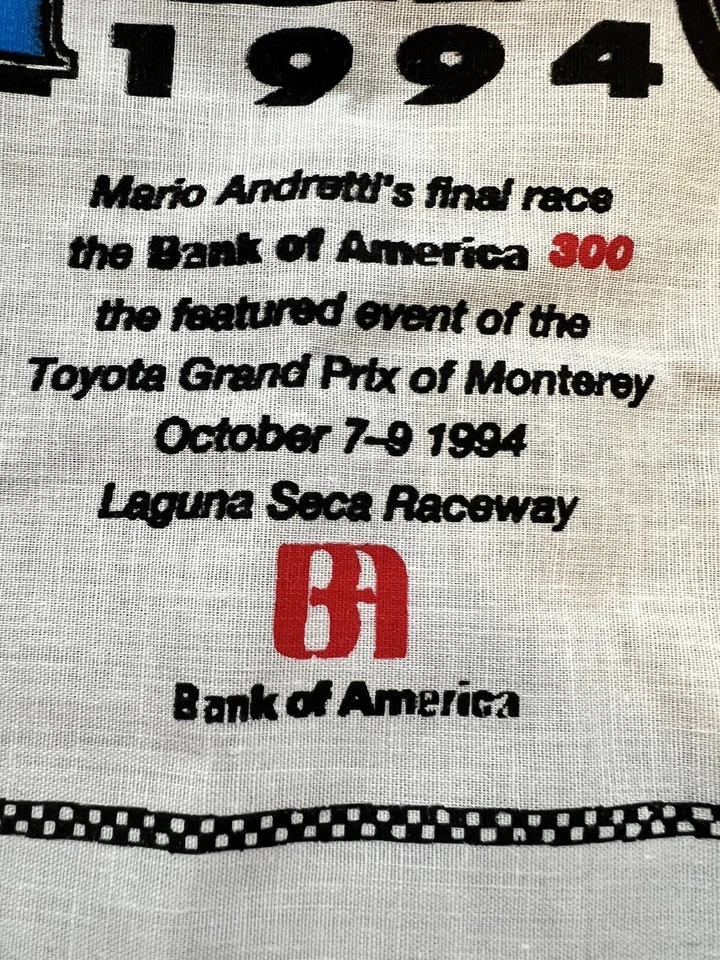 1994
Mario Andretti's final race
the Bank of America 300
the featured event of the
Toyota Grand Prix of Monterey
October 7-9 1994
Laguna Seca Raceway
BA
Bank of America